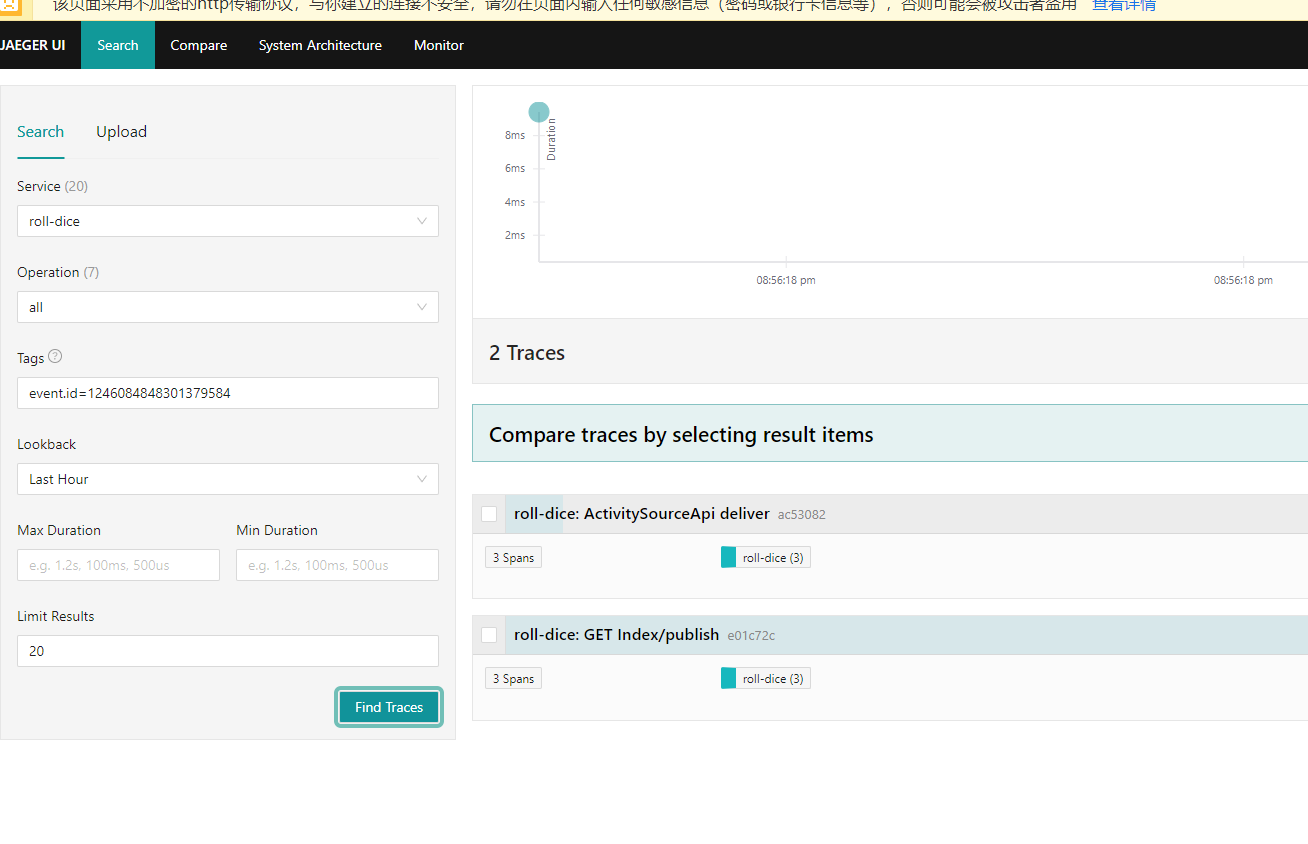 该页面采用不加密的http传输协议，与你建立的连接不安全，请勿在页面内输入任何敏感信息（密码或银行卡信息等），否则可能会被攻击者盗用 查看详情
JAEGER UI Search Compare System Architecture Monitor
Search Upload
Service (20)
roll-dice
Operation (7)
all
Tags ?
event.id=1246084848301379584
Lookback
Last Hour
Max Duration Min Duration
e.g. 1.2s, 100ms, 500us e.g. 1.2s, 100ms, 500us
Limit Results
20
Find Traces
Duration
8ms
6ms
4ms
2ms
08:56:18 pm 08:56:18 pm
2 Traces
Compare traces by selecting result items
roll-dice: ActivitySourceApi deliver ac53082
3 Spans roll-dice (3)
roll-dice: GET Index/publish e01c72c
3 Spans roll-dice (3)